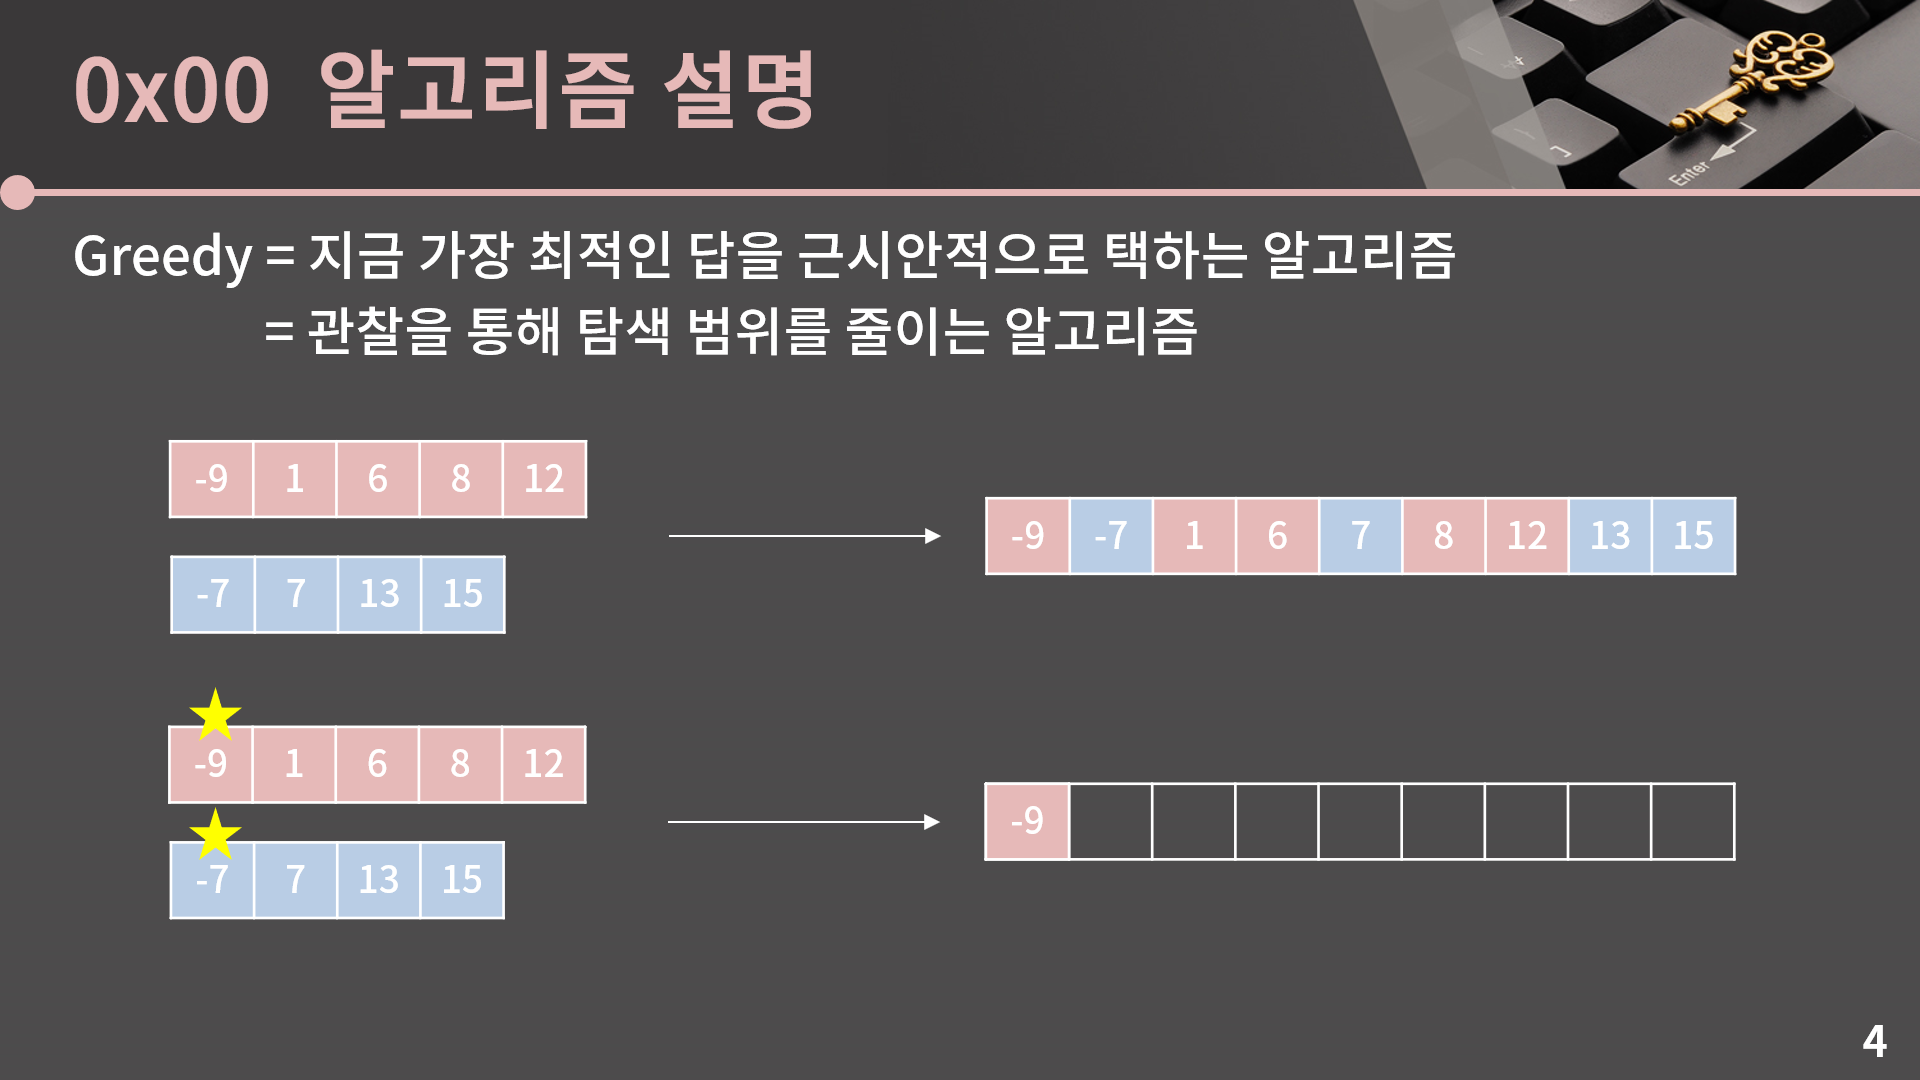 0x00 알고리즘 설명
Enter
Greedy = 지금 가장 최적인 답을 근시안적으로 택하는 알고리즘
= 관찰을 통해 탐색 범위를 줄이는 알고리즘
-9 1 6 8 12
-9 -7 1 6 7 8 12 13 15
-7 7 13 15
-9 1 6 8 12
-9
-7 7 13 15
4